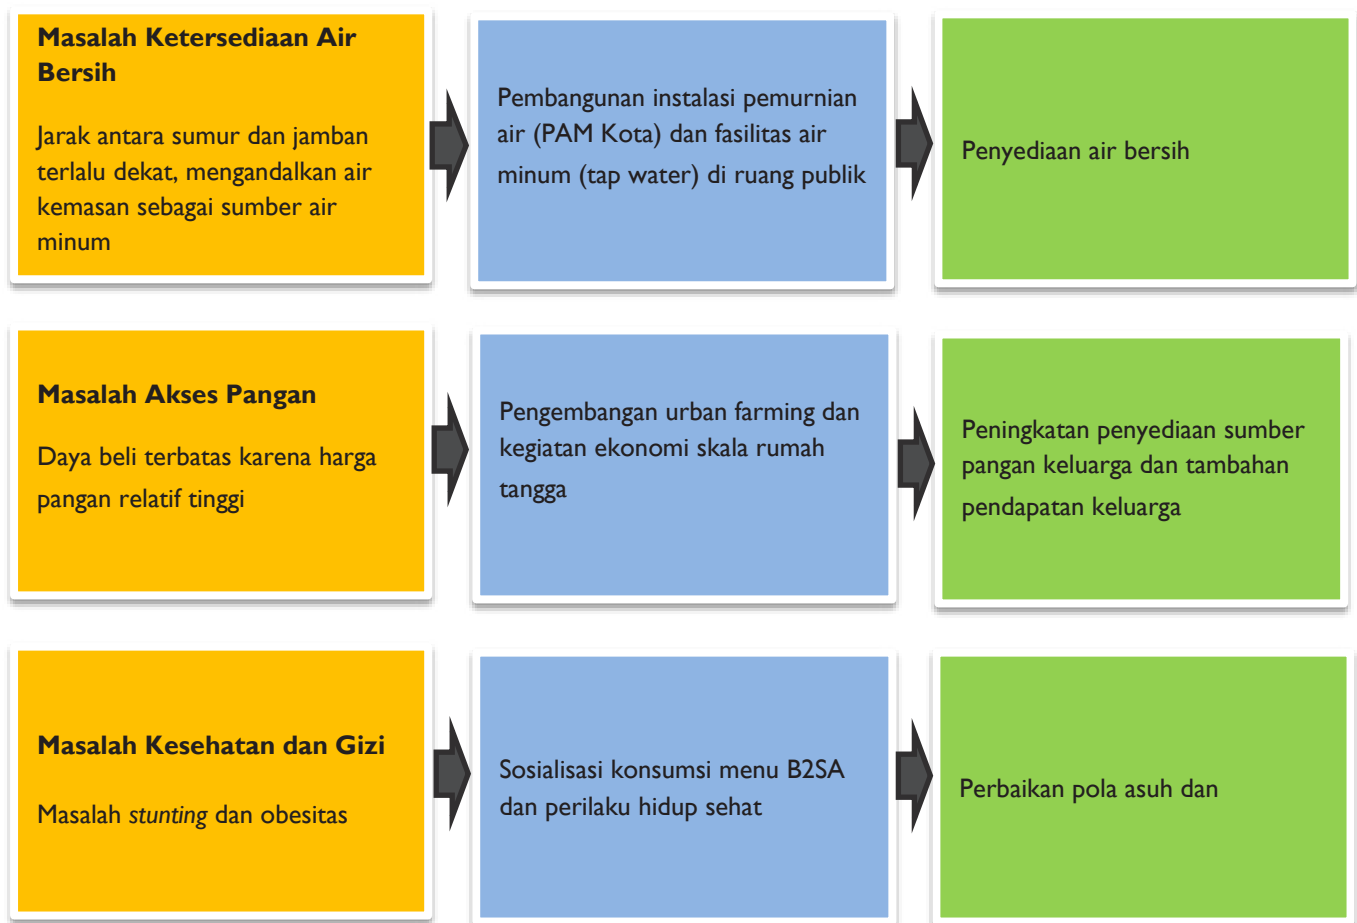 Masalah Ketersediaan Air
Bersih
Jarak antara sumur dan jamban
terlalu dekat, mengandalkan air
kemasan sebagai sumber air
minum
Pembangunan instalasi pemurnian
air (PAM Kota) dan fasilitas air
minum (tap water) di ruang publik
Penyediaan air bersih
Masalah Akses Pangan
Daya beli terbatas karena harga
pangan relatif tinggi
Pengembangan urban farming dan
kegiatan ekonomi skala rumah
tangga
Peningkatan penyediaan sumber
pangan keluarga dan tambahan
pendapatan keluarga
Masalah Kesehatan dan Gizi
Masalah stunting dan obesitas
Sosialisasi konsumsi menu B2SA
dan perilaku hidup sehat
Perbaikan pola asuh dan